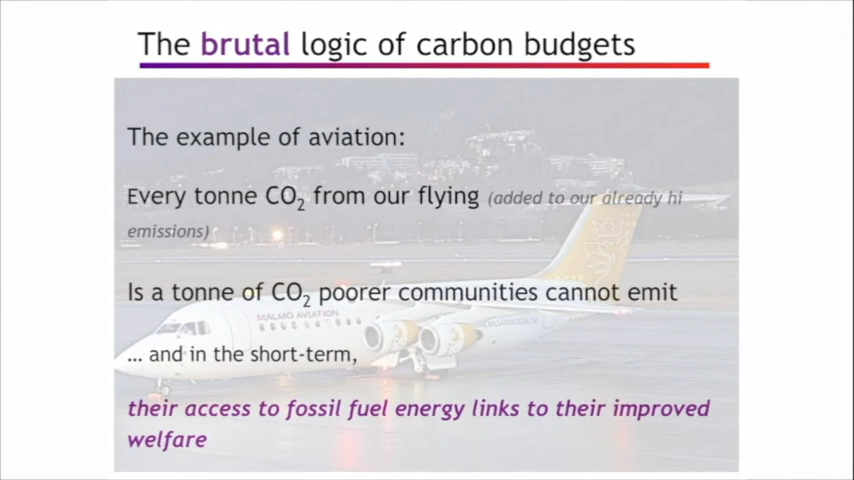 The brutal logic of carbon budgets
The example of aviation:
Every tonne CO₂ from our flying (added to our already hi
emissions)
Is a tonne of CO₂ poorer communities cannot emit
MALMÖ AVIATION
… and in the short-term,
their access to fossil fuel energy links to their improved
welfare